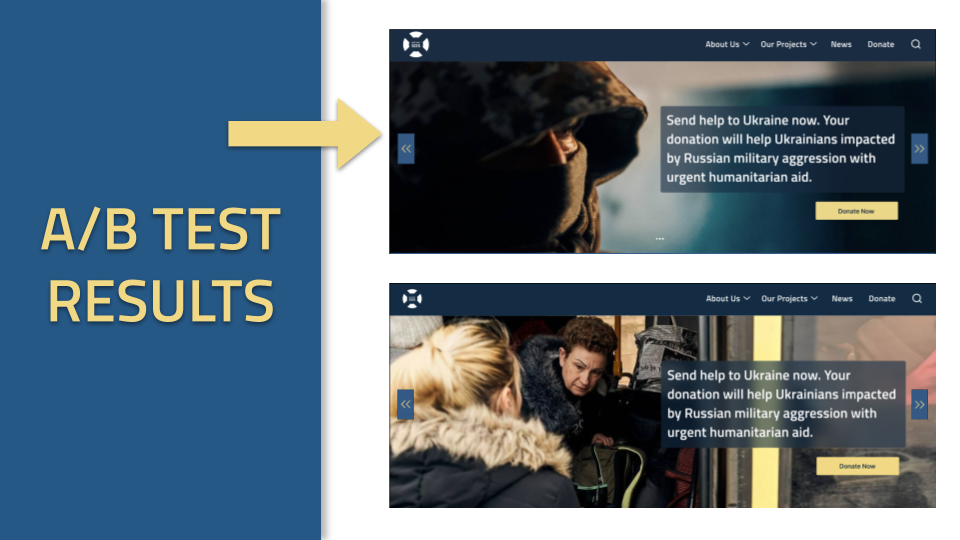 A/B TEST
RESULTS
About Us
Our Projects
News
Donate
Send help to Ukraine now. Your
donation will help Ukrainians impacted
by Russian military aggression with
urgent humanitarian aid.
Donate Now
About Us
Our Projects
News
Donate
Send help to Ukraine now. Your
donation will help Ukrainians impacted
by Russian military aggression with
urgent humanitarian aid.
Donate Now